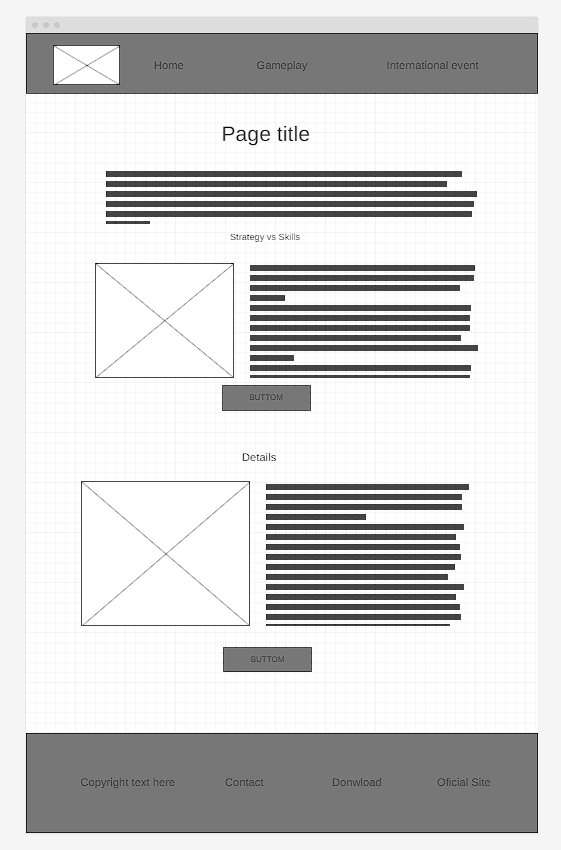 Home Gameplay International event
Page title
Strategy vs Skills
BUTTOM
Details
BUTTOM
Copyright text here Contact Donwload Oficial Site